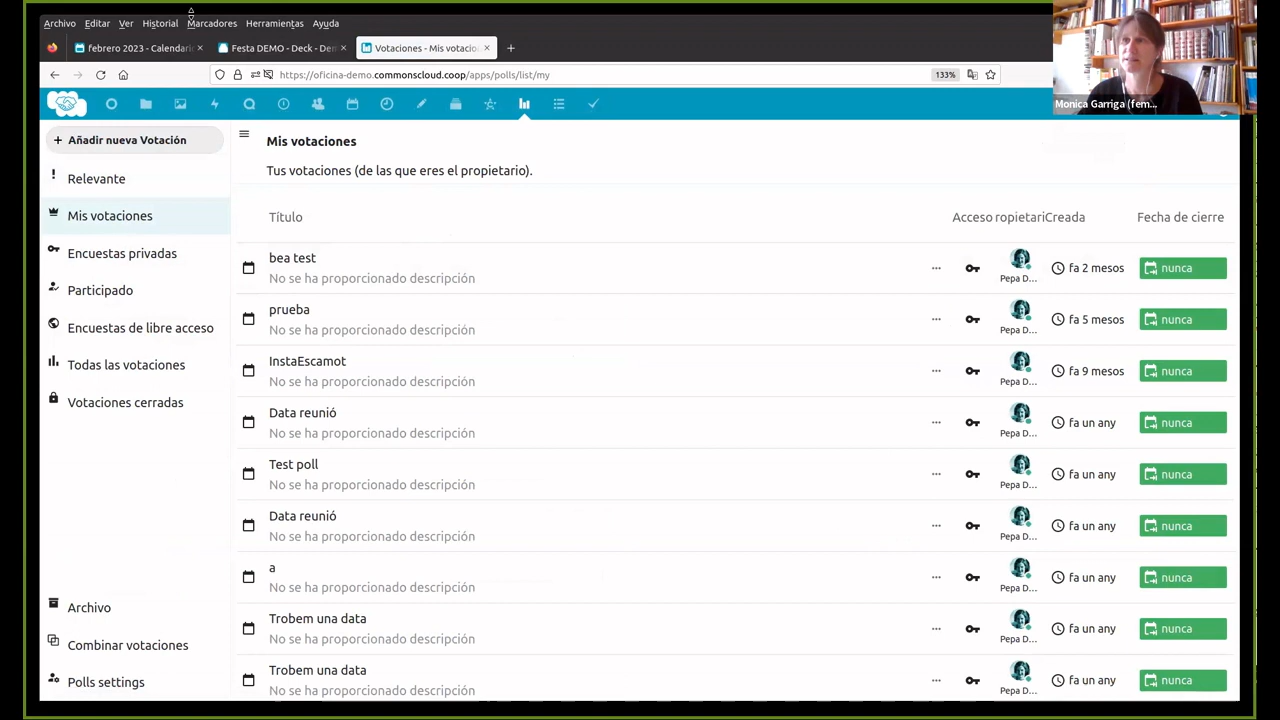 Archivo Editar Ver Historial Marcadores Herramientas Ayuda
febrero 2023 - Calendari
Festa DEMO - Deck - Dem
Votaciones - Mis votacio
https://oficina-demo.commonscloud.coop/apps/polls/list/my
133%
Monica Garriga (fem...
+ Añadir nueva Votación
Relevante
Mis votaciones
Encuestas privadas
Participado
Encuestas de libre acceso
Todas las votaciones
Votaciones cerradas
Archivo
Combinar votaciones
Polls settings
Mis votaciones
Tus votaciones (de las que eres el propietario).
Título Acceso ropietari Creada Fecha de cierre
bea test
No se ha proporcionado descripción
Pepa D... fa 2 mesos nunca
prueba
No se ha proporcionado descripción
Pepa D... fa 5 mesos nunca
InstaEscamot
No se ha proporcionado descripción
Pepa D... fa 9 mesos nunca
Data reunió
No se ha proporcionado descripción
Pepa D... fa un any nunca
Test poll
No se ha proporcionado descripción
Pepa D... fa un any nunca
Data reunió
No se ha proporcionado descripción
Pepa D... fa un any nunca
a
No se ha proporcionado descripción
Pepa D... fa un any nunca
Trobem una data
No se ha proporcionado descripción
Pepa D... fa un any nunca
Trobem una data
No se ha proporcionado descripción
Pepa D... fa un any nunca